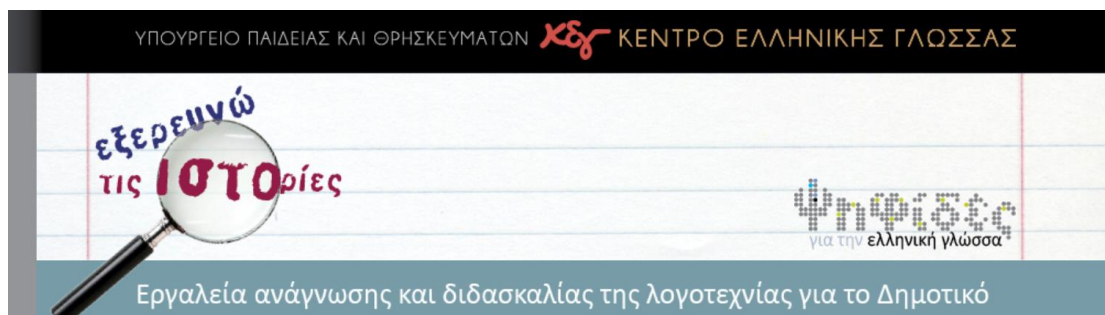 ΥΠΟΥΡΓΕΙΟ ΠΑΙΔΕΙΑΣ ΚΑΙ ΘΡΗΣΚΕΥΜΑΤΩΝ κεγ ΚΕΝΤΡΟ ΕΛΛΗΝΙΚΗΣ ΓΛΩΣΣΑΣ
εξερευνώ
τις ιστορίες
Ψηφίδες
για την ελληνική γλώσσα
Εργαλεία ανάγνωσης και διδασκαλίας της λογοτεχνίας για το Δημοτικό